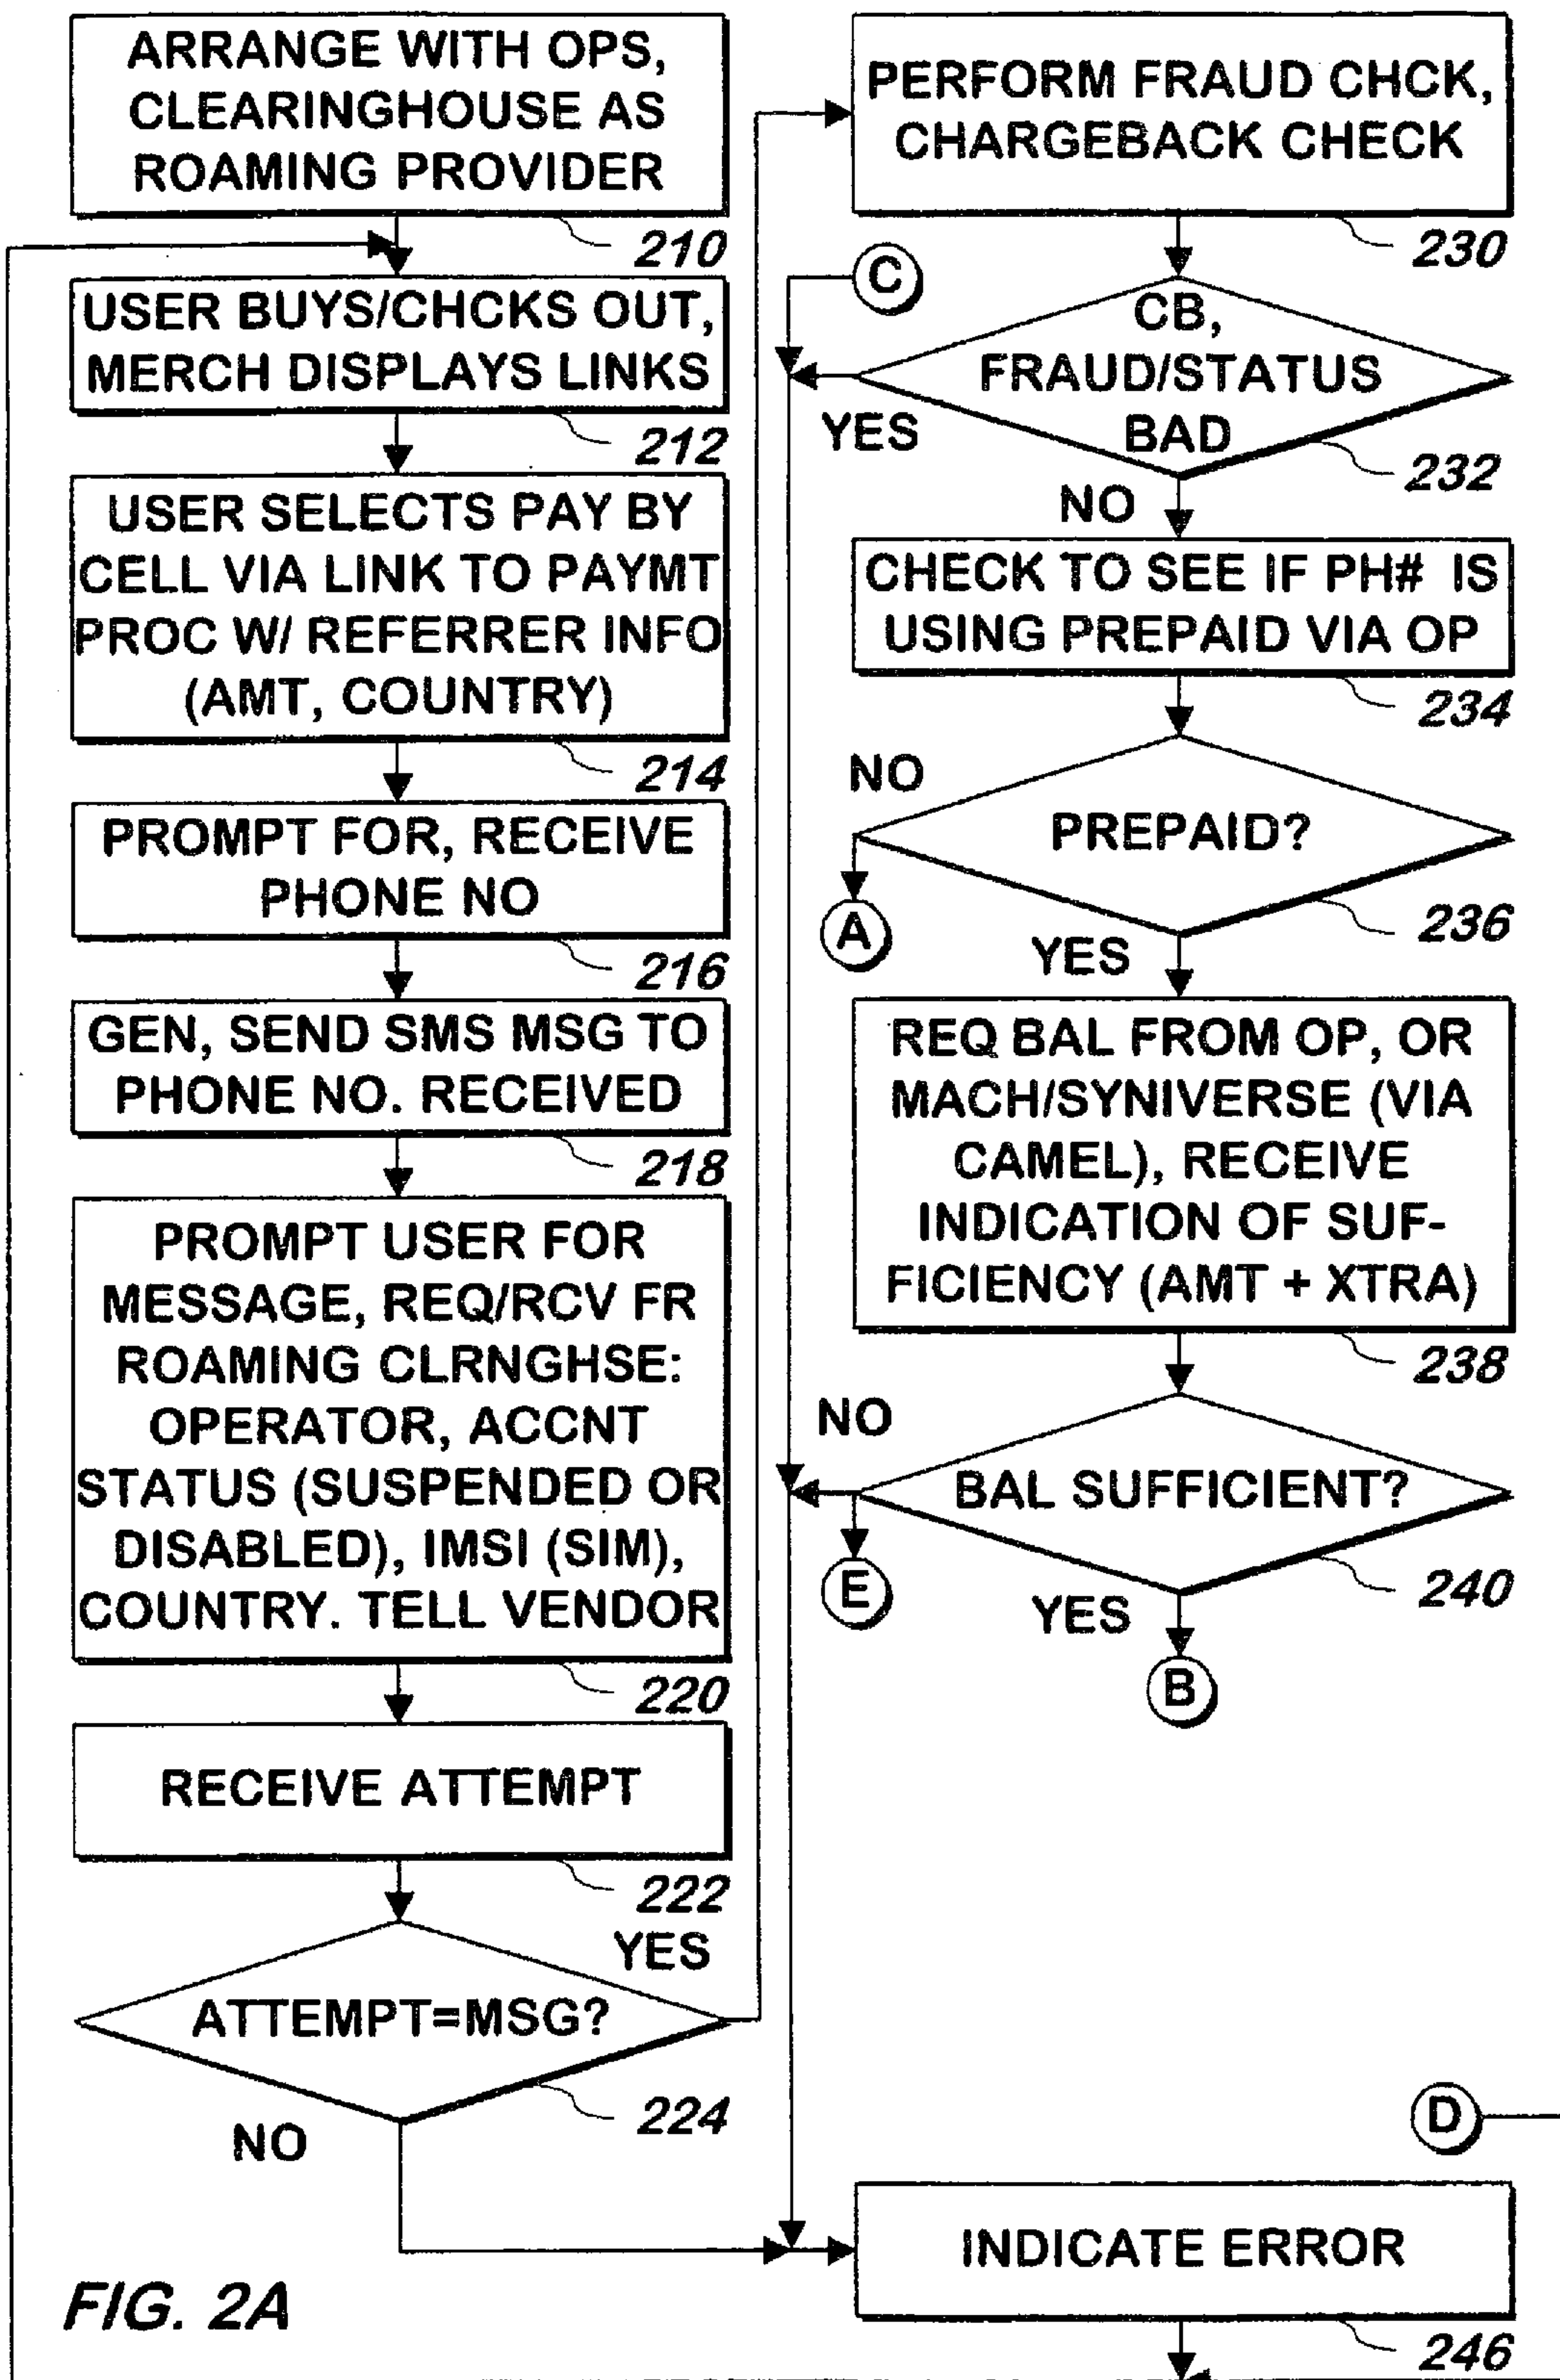 ARRANGE WITH OPS,
CLEARINGHOUSE AS
ROAMING PROVIDER
210
USER BUYS/CHCKS OUT,
MERCH DISPLAYS LINKS
212
USER SELECTS PAY BY
CELL VIA LINK TO PAYMT
PROC W/ REFERRER INFO
(AMT, COUNTRY)
214
PROMPT FOR, RECEIVE
PHONE NO
216
GEN, SEND SMS MSG TO
PHONE NO. RECEIVED
218
PROMPT USER FOR
MESSAGE, REQ/RCV FR
ROAMING CLRNGHSE:
OPERATOR, ACCNT
STATUS (SUSPENDED OR
DISABLED), IMSI (SIM),
COUNTRY. TELL VENDOR
220
RECEIVE ATTEMPT
222
YES
ATTEMPT=MSG?
224
NO
FIG. 2A
PERFORM FRAUD CHCK,
CHARGEBACK CHECK
230
C
CB,
FRAUD/STATUS
BAD
YES
232
NO
CHECK TO SEE IF PH# IS
USING PREPAID VIA OP
234
NO
PREPAID?
A
236
YES
REQ BAL FROM OP, OR
MACH/SYNIVERSE (VIA
CAMEL), RECEIVE
INDICATION OF SUF-
FICIENCY (AMT + XTRA)
238
NO
BAL SUFFICIENT?
E
240
YES
B
D
INDICATE ERROR
246